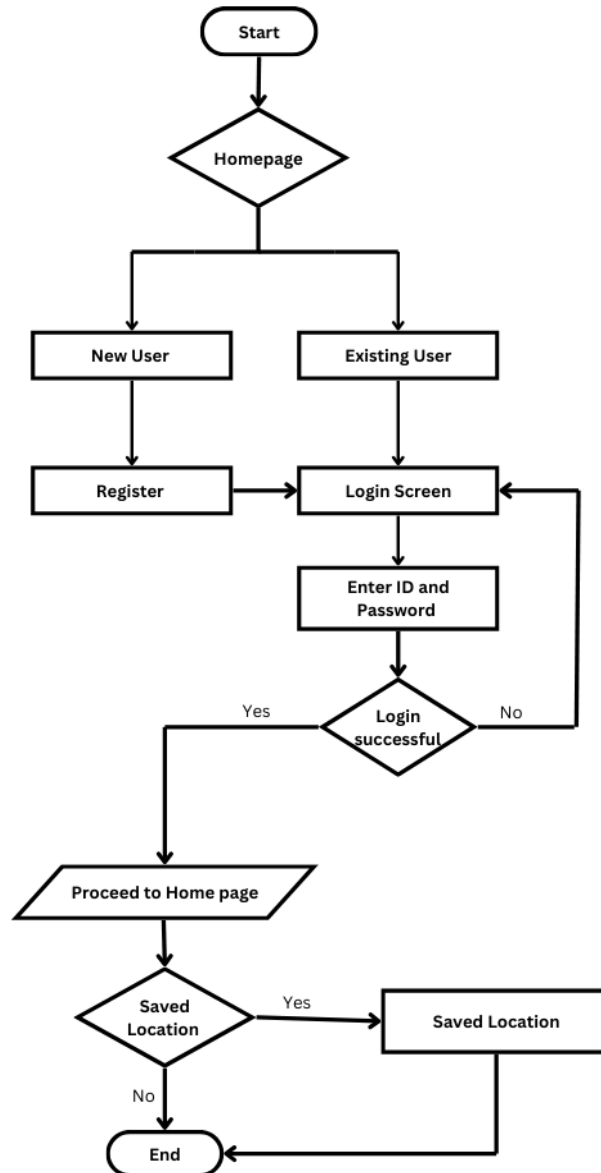 Start
Homepage
New User
Existing User
Register
Login Screen
Enter ID and
Password
Yes
Login
successful
No
Proceed to Home page
Saved
Location
Yes
Saved Location
No
End